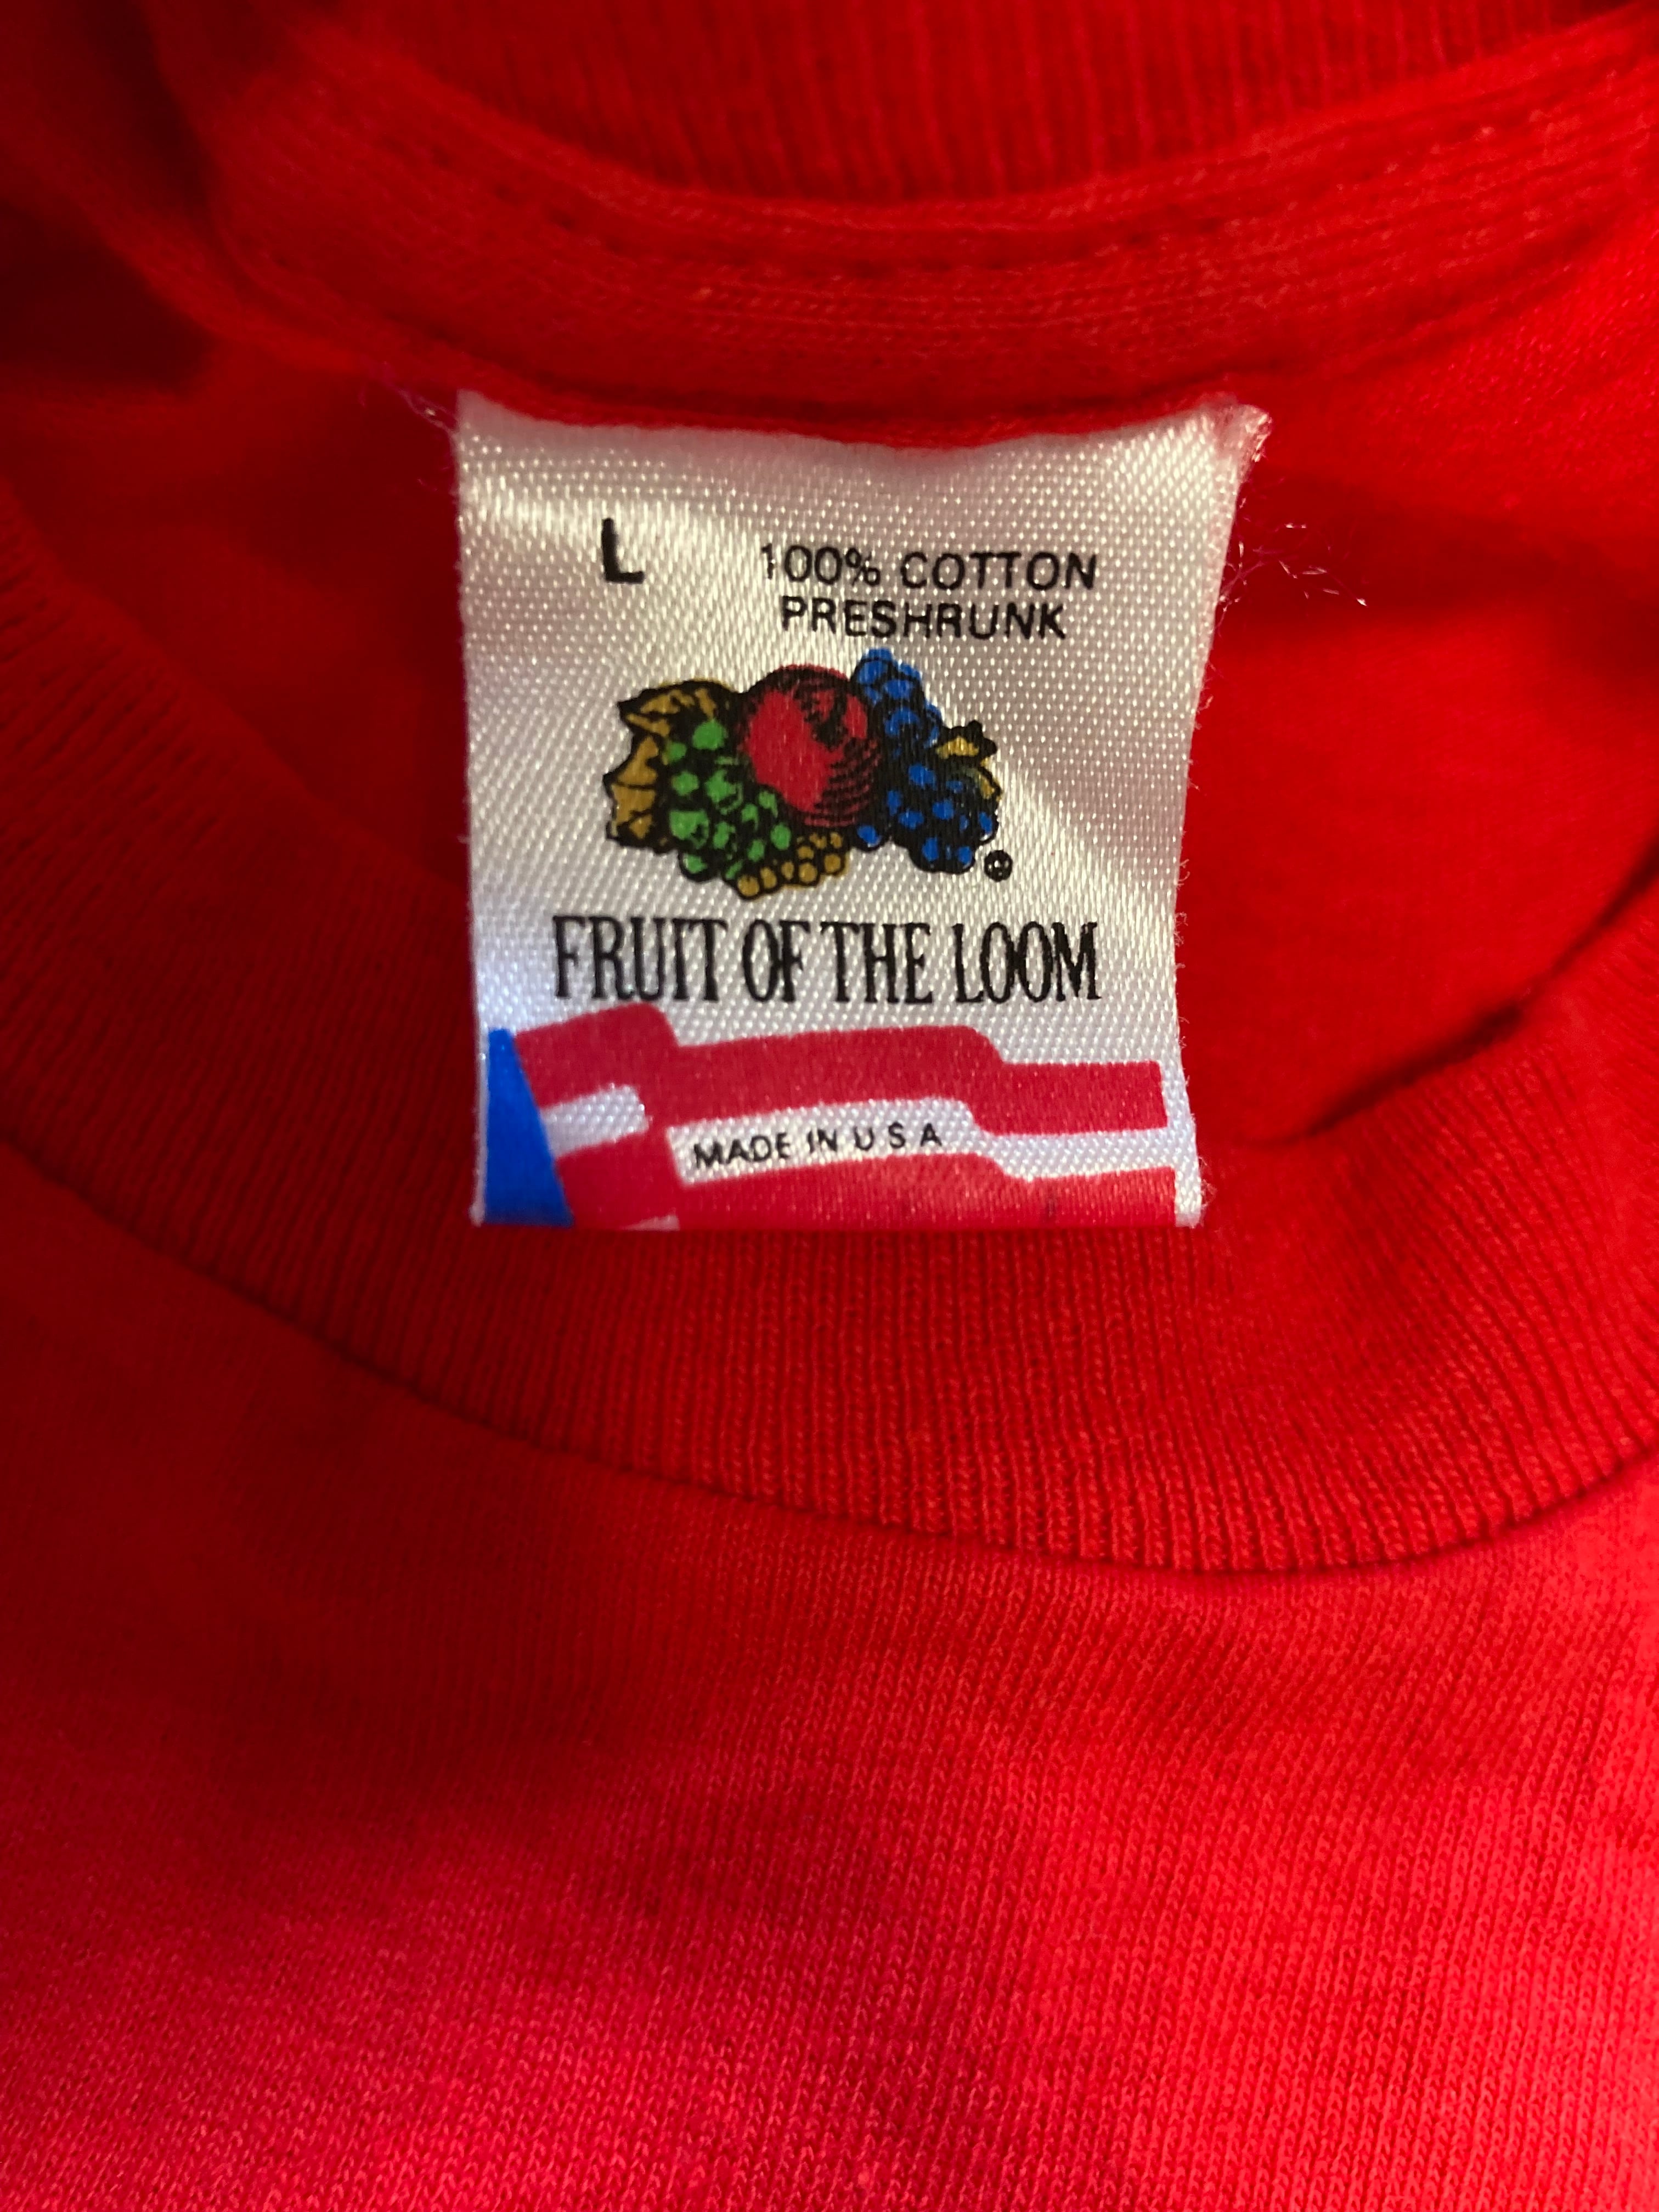 L
100% COTTON
PRESHRUNK
®
FRUIT OF THE LOOM
MADE IN U S A